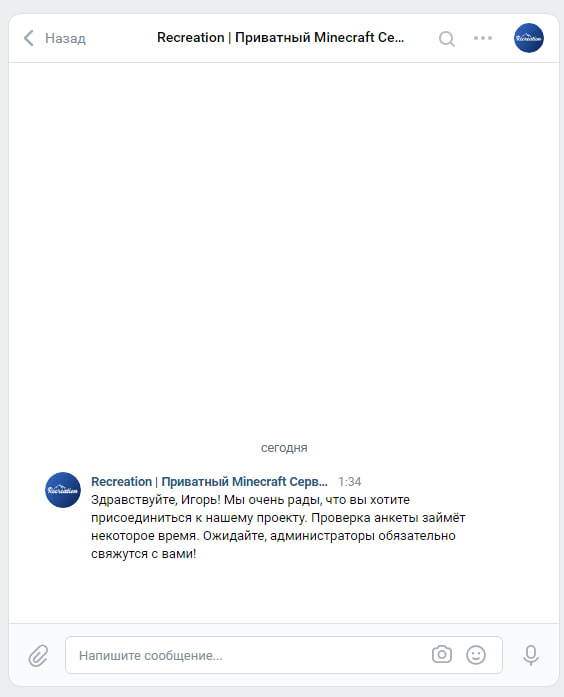 Назад
Recreation | Приватный Minecraft Се...
Recreation
сегодня
Recreation
Recreation | Приватный Minecraft Серв... 1:34
Здравствуйте, Игорь! Мы очень рады, что вы хотите
присоединиться к нашему проекту. Проверка анкеты займёт
некоторое время. Ожидайте, администраторы обязательно
свяжутся с вами!
Напишите сообщение...